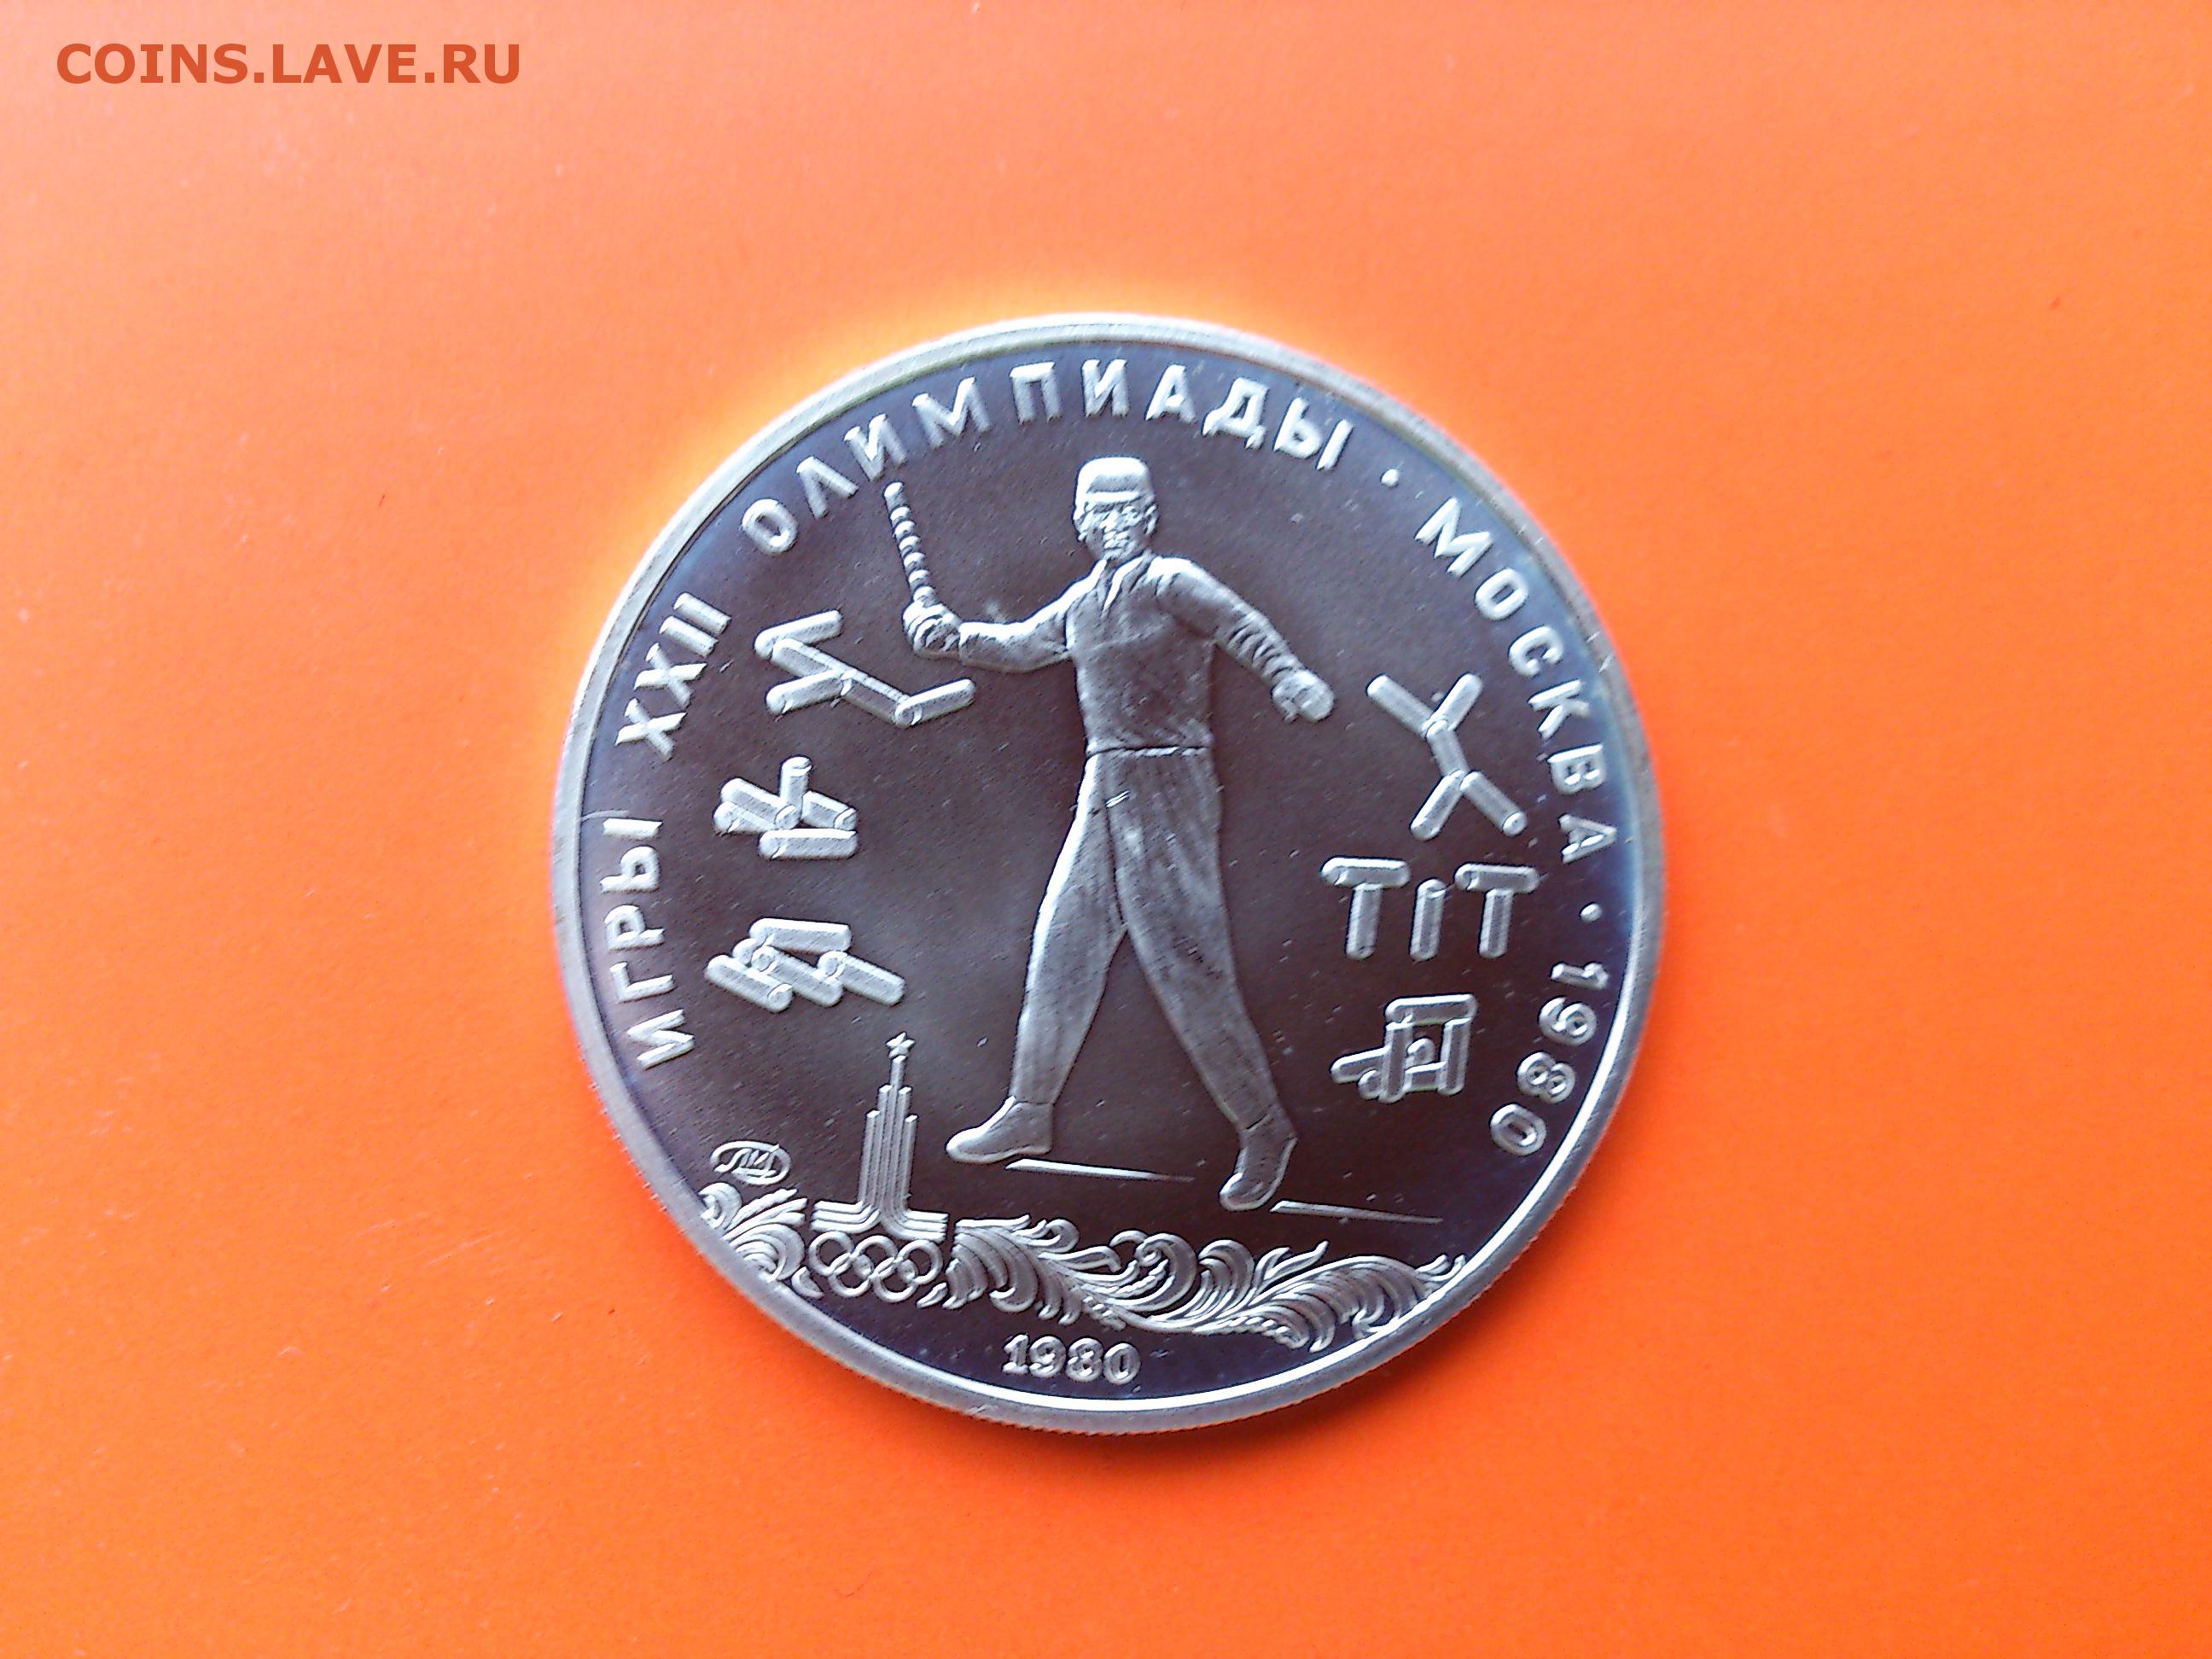 COINS.LAVE.RU
ИГРЫ XXII ОЛИМПИАДЫ · МОСКВА · 1980
ЛМД
1980